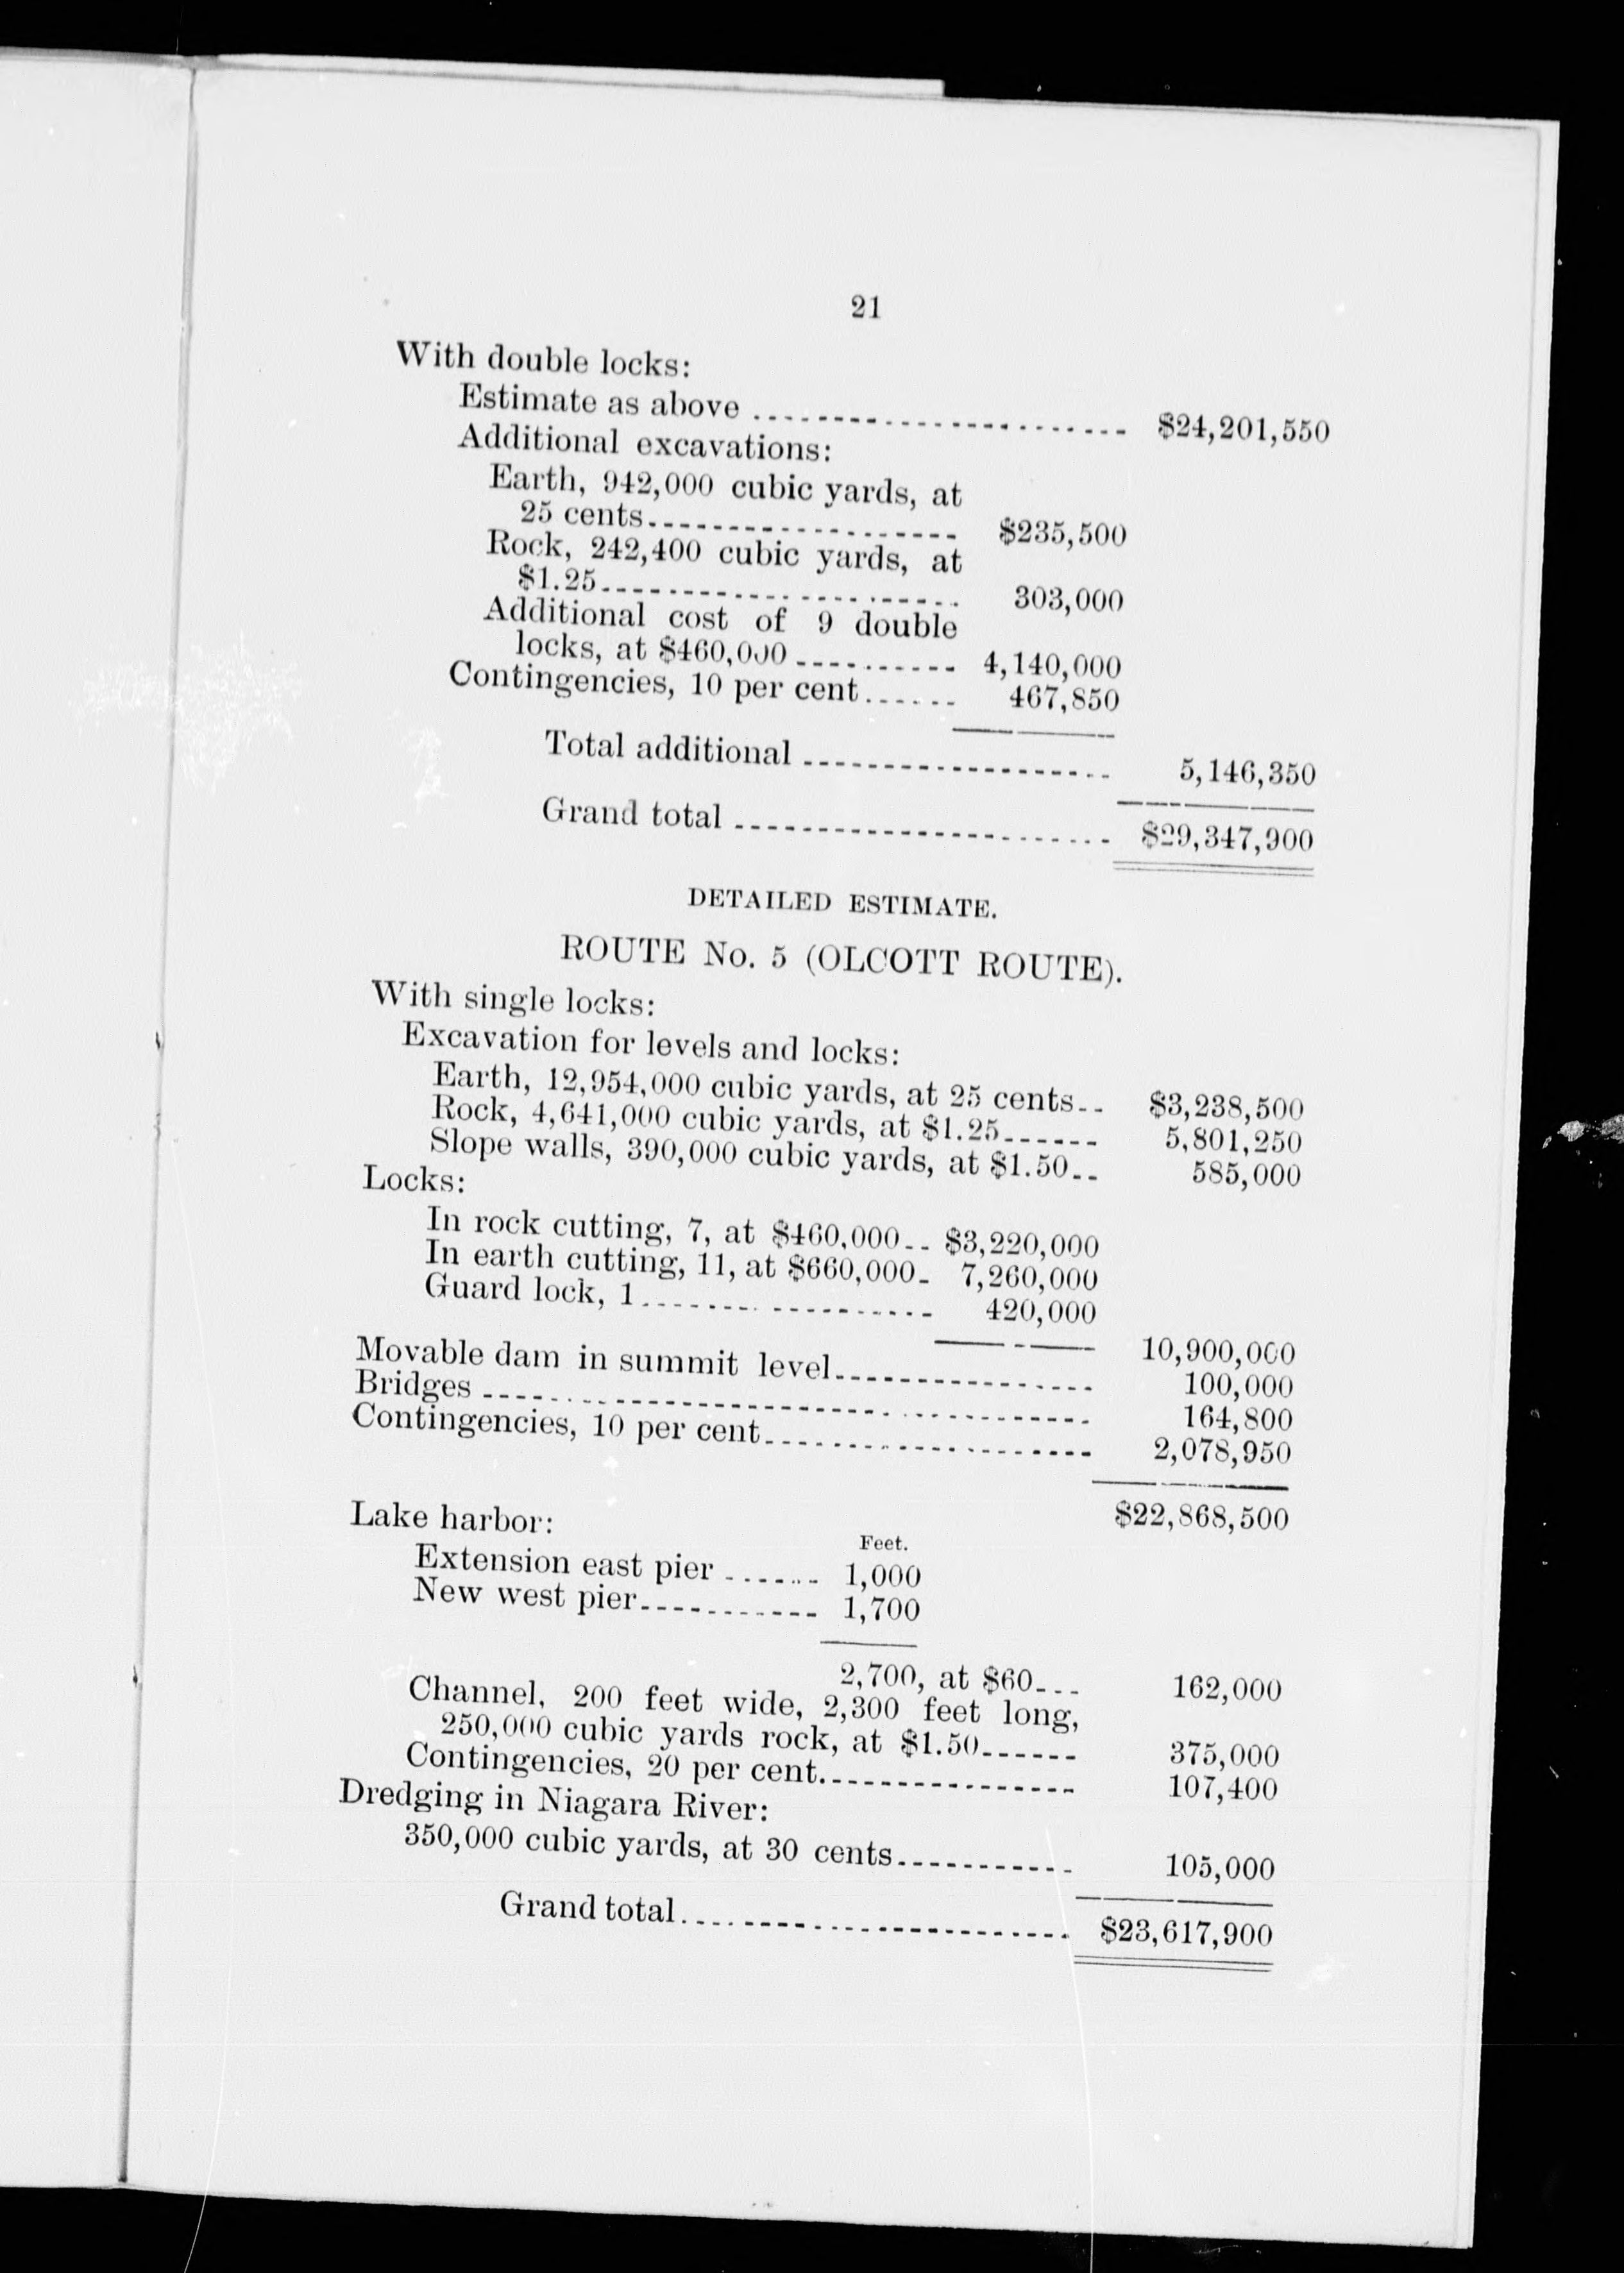 21
With double locks:
Estimate as above ........................ $24,201,550
Additional excavations:
Earth, 942,000 cubic yards, at
25 cents.................... $235,500
Rock, 242,400 cubic yards, at
$1.25....................... 303,000
Additional cost of 9 double
locks, at $460,000 .......... 4,140,000
Contingencies, 10 per cent...... 467,850
Total additional ................... 5,146,350
Grand total ........................ $29,347,900
DETAILED ESTIMATE.
ROUTE No. 5 (OLCOTT ROUTE).
With single locks:
Excavation for levels and locks:
Earth, 12,954,000 cubic yards, at 25 cents.. $3,238,500
Rock, 4,641,000 cubic yards, at $1.25...... 5,801,250
Slope walls, 390,000 cubic yards, at $1.50.. 585,000
Locks:
In rock cutting, 7, at $460,000.. $3,220,000
In earth cutting, 11, at $660,000. 7,260,000
Guard lock, 1................... 420,000
10,900,000
Movable dam in summit level................ 100,000
Bridges ...................................... 164,800
Contingencies, 10 per cent..................... 2,078,950
$22,868,500
Lake harbor:
Feet.
Extension east pier ...... 1,000
New west pier........... 1,700
2,700, at $60... 162,000
Channel, 200 feet wide, 2,300 feet long,
250,000 cubic yards rock, at $1.50...... 375,000
Contingencies, 20 per cent................ 107,400
Dredging in Niagara River:
350,000 cubic yards, at 30 cents........... 105,000
Grand total......................... $23,617,900